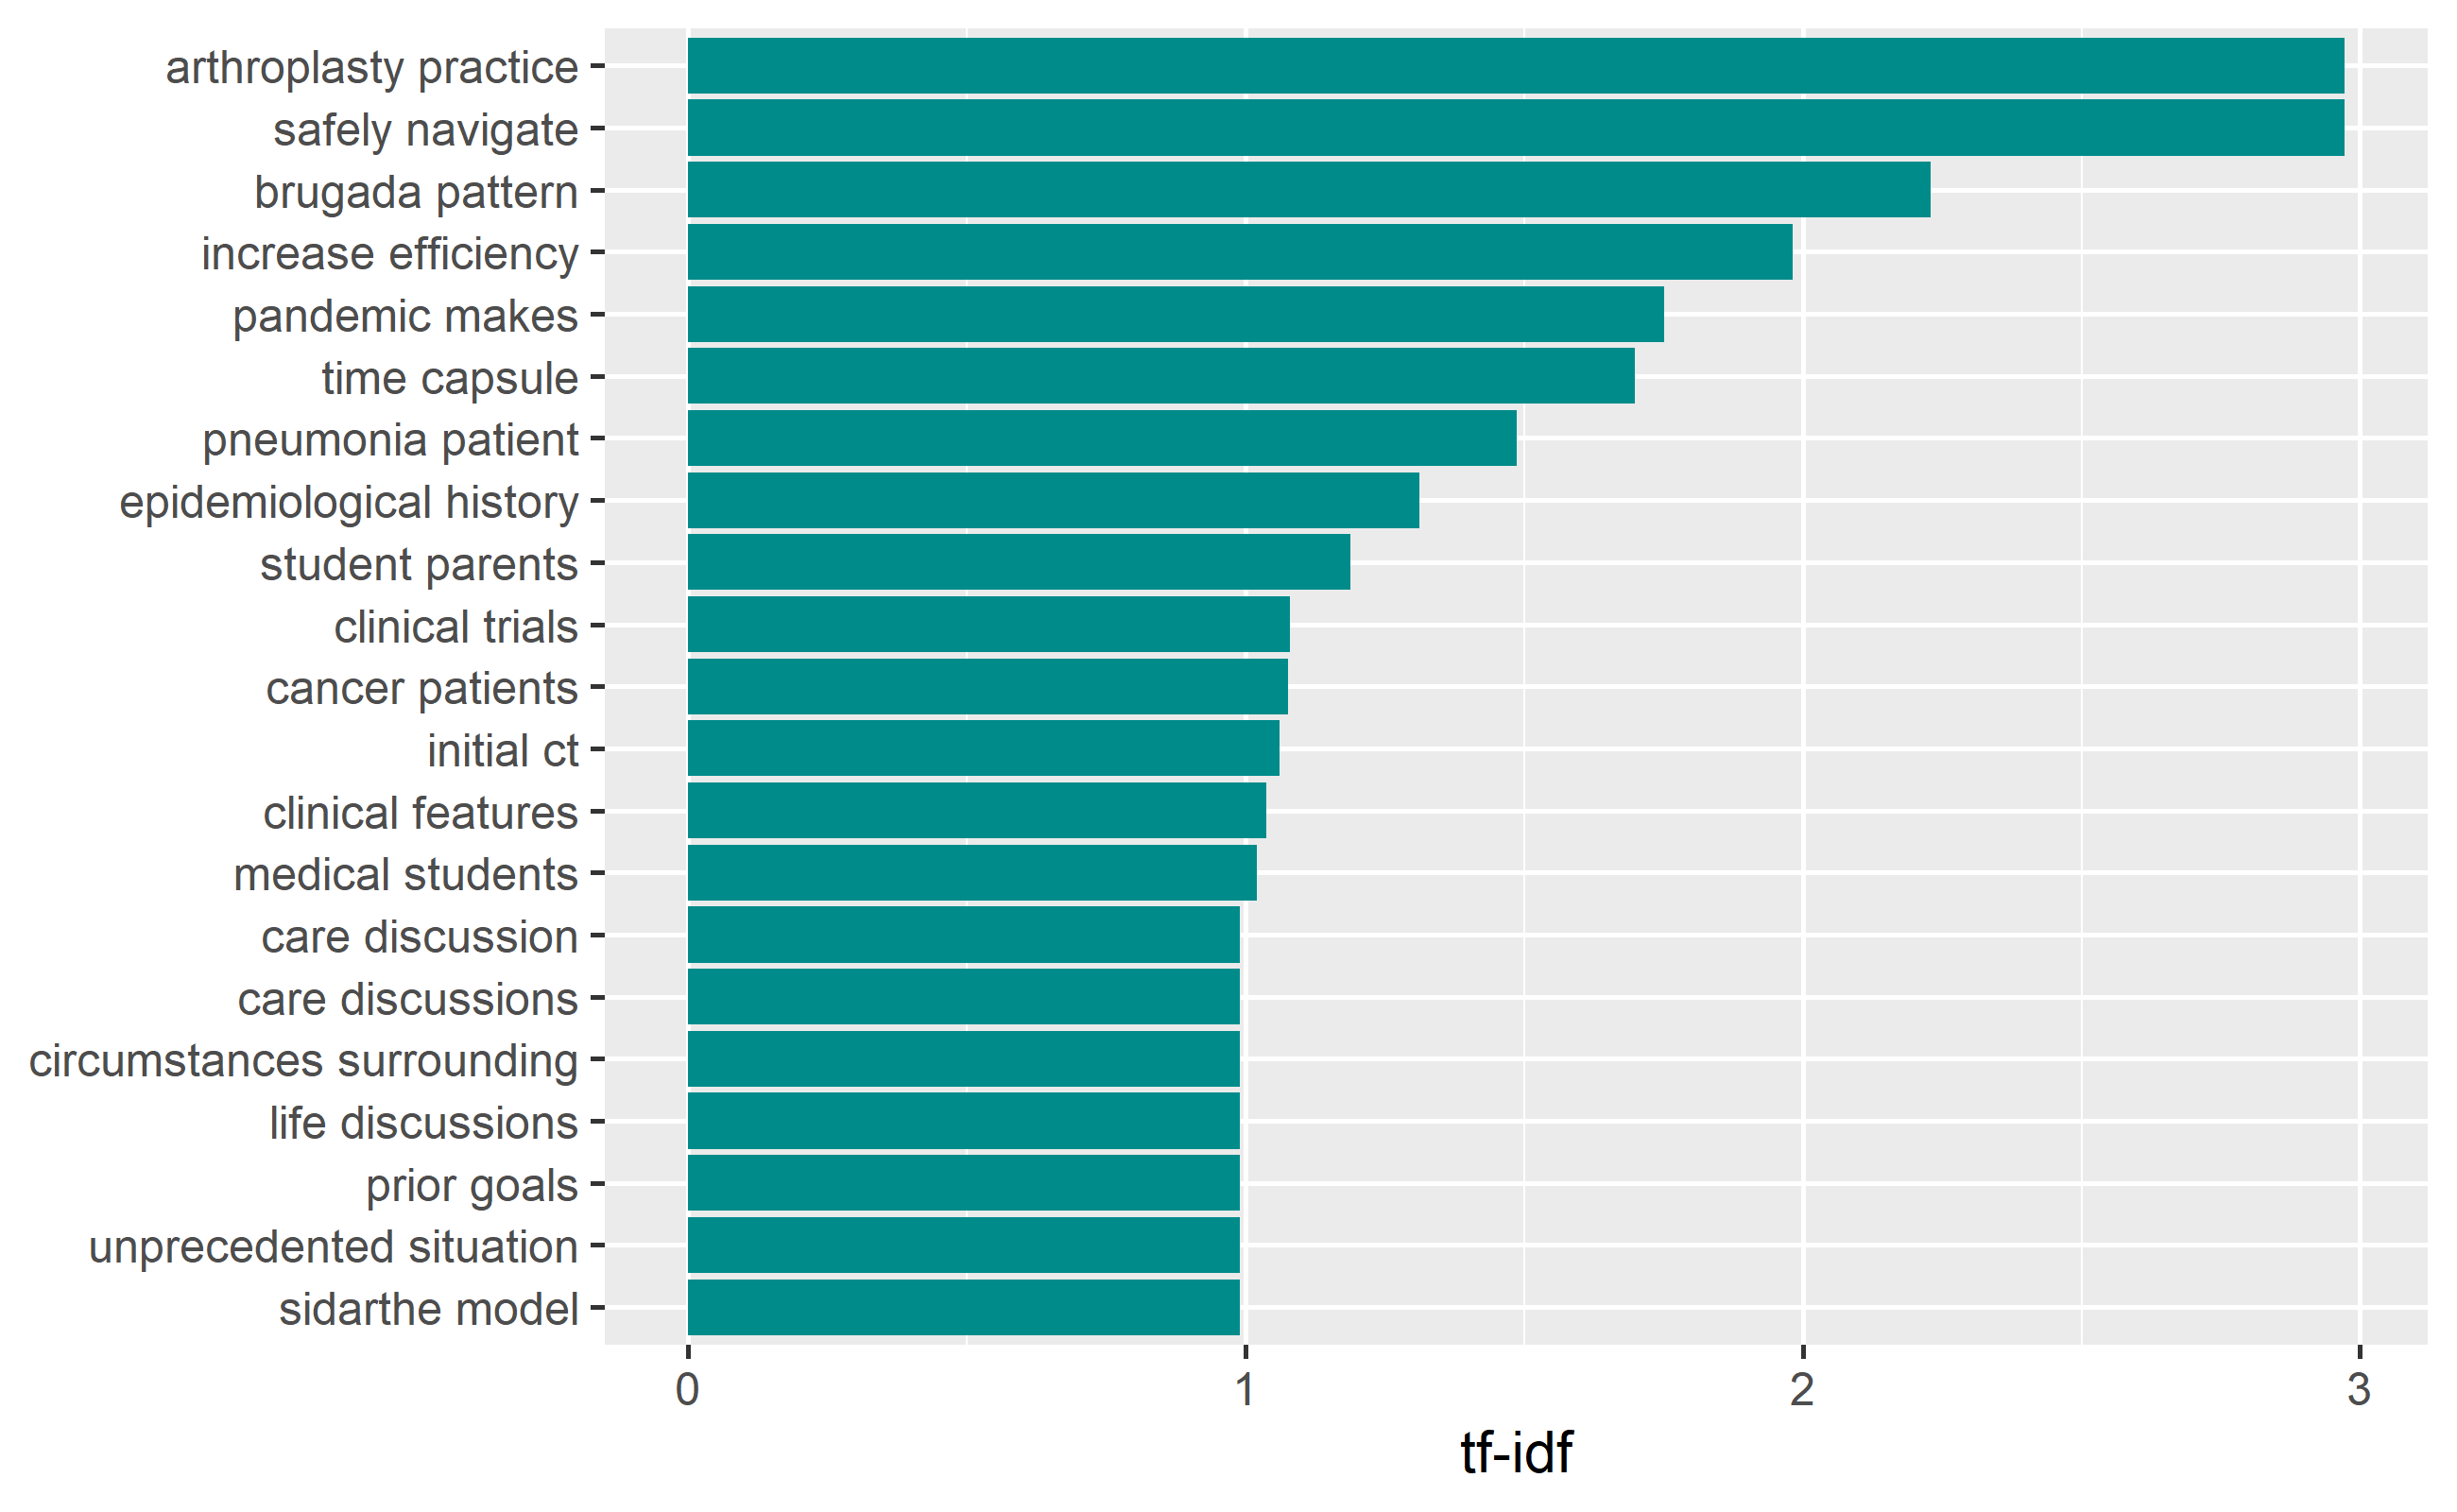 arthroplasty practice
safely navigate
brugada pattern
increase efficiency
pandemic makes
time capsule
pneumonia patient
epidemiological history
student parents
clinical trials
cancer patients
initial ct
clinical features
medical students
care discussion
care discussions
circumstances surrounding
life discussions
prior goals
unprecedented situation
sidarthe model
0 1 2 3
tf-idf